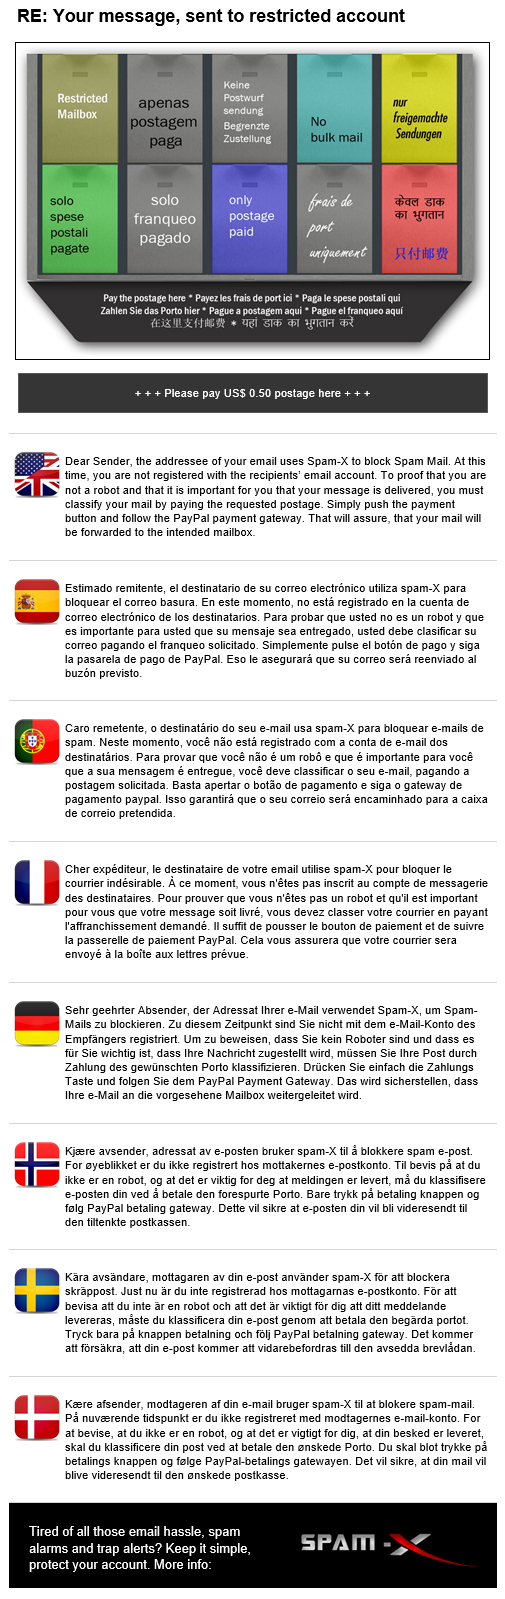 RE: Your message, sent to restricted account
Restricted
Mailbox
apenas
postagem
paga
Keine
Postwurf
sendung
Begrenzte
Zustellung
No
bulk mail
nur
freigemachte
Sendungen
solo
spese
postali
pagate
solo
franqueo
pagado
only
postage
paid
frais de
port
uniquement
केवल डाक
का भुगतान
只付邮费
Pay the postage here * Payez les frais de port ici * Paga le spese postali qui
Zahlen Sie das Porto hier * Pague a postagem aqui * Pague el franqueo aquí
在这里支付邮费 * यहां डाक का भुगतान करें
+ + + Please pay US$ 0.50 postage here + + +
Dear Sender, the addressee of your email uses Spam-X to block Spam Mail. At this
time, you are not registered with the recipients' email account. To proof that you are
not a robot and that it is important for you that your message is delivered, you must
classify your mail by paying the requested postage. Simply push the payment
button and follow the PayPal payment gateway. That will assure, that your mail will
be forwarded to the intended mailbox.
Estimado remitente, el destinatario de su correo electrónico utiliza spam-X para
bloquear el correo basura. En este momento, no está registrado en la cuenta de
correo electrónico de los destinatarios. Para probar que usted no es un robot y que
es importante para usted que su mensaje sea entregado, usted debe clasificar su
correo pagando el franqueo solicitado. Simplemente pulse el botón de pago y siga
la pasarela de pago de PayPal. Eso le asegurará que su correo será reenviado al
buzón previsto.
Caro remetente, o destinatário do seu e-mail usa spam-X para bloquear e-mails de
spam. Neste momento, você não está registrado com a conta de e-mail dos
destinatários. Para provar que você não é um robô e que é importante para você
que a sua mensagem é entregue, você deve classificar o seu e-mail, pagando a
postagem solicitada. Basta apertar o botão de pagamento e siga o gateway de
pagamento paypal. Isso garantirá que o seu correio será encaminhado para a caixa
de correio pretendida.
Cher expéditeur, le destinataire de votre email utilise spam-X pour bloquer le
courrier indésirable. À ce moment, vous n'êtes pas inscrit au compte de messagerie
des destinataires. Pour prouver que vous n'êtes pas un robot et qu'il est important
pour vous que votre message soit livré, vous devez classer votre courrier en payant
l'affranchissement demandé. Il suffit de pousser le bouton de paiement et de suivre
la passerelle de paiement PayPal. Cela vous assurera que votre courrier sera
envoyé à la boîte aux lettres prévue.
Sehr geehrter Absender, der Adressat Ihrer e-Mail verwendet Spam-X, um Spam-
Mails zu blockieren. Zu diesem Zeitpunkt sind Sie nicht mit dem e-Mail-Konto des
Empfängers registriert. Um zu beweisen, dass Sie kein Roboter sind und dass es
für Sie wichtig ist, dass Ihre Nachricht zugestellt wird, müssen Sie Ihre Post durch
Zahlung des gewünschten Porto klassifizieren. Drücken Sie einfach die Zahlungs
Taste und folgen Sie dem PayPal Payment Gateway. Das wird sicherstellen, dass
Ihre e-Mail an die vorgesehene Mailbox weitergeleitet wird.
Kjære avsender, adressat av e-posten bruker spam-X til å blokkere spam e-post.
For øyeblikket er du ikke registrert hos mottakernes e-postkonto. Til bevis på at du
ikke er en robot, og at det er viktig for deg at meldingen er levert, må du klassifisere
e-posten din ved å betale den forespurte Porto. Bare trykk på betaling knappen og
følg PayPal betaling gateway. Dette vil sikre at e-posten din vil bli videresendt til
den tiltenkte postkassen.
Kära avsändare, mottagaren av din e-post använder spam-X för att blockera
skräppost. Just nu är du inte registrerad hos mottagarnas e-postkonto. För att
bevisa att du inte är en robot och att det är viktigt för dig att ditt meddelande
levereras, måste du klassificera din e-post genom att betala den begärda portot.
Tryck bara på knappen betalning och följ PayPal betalning gateway. Det kommer
att försäkra, att din e-post kommer att vidarebefordras till den avsedda brevlådan.
Kære afsender, modtageren af din e-mail bruger spam-X til at blokere spam-mail.
På nuværende tidspunkt er du ikke registreret med modtagernes e-mail-konto. For
at bevise, at du ikke er en robot, og at det er vigtigt for dig, at din besked er leveret,
skal du klassificere din post ved at betale den ønskede Porto. Du skal blot trykke på
betalings knappen og følge PayPal-betalings gatewayen. Det vil sikre, at din mail vil
blive videresendt til den ønskede postkasse.
Tired of all those email hassle, spam
alarms and trap alerts? Keep it simple,
protect your account. More info:
SPAM-X